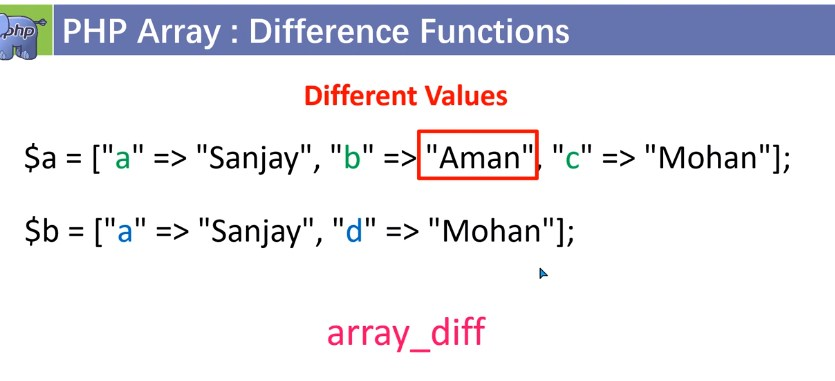 php
PHP Array : Difference Functions
Different Values
$a = ["a" => "Sanjay", "b" => "Aman", "c" => "Mohan"];
$b = ["a" => "Sanjay", "d" => "Mohan"];
array_diff